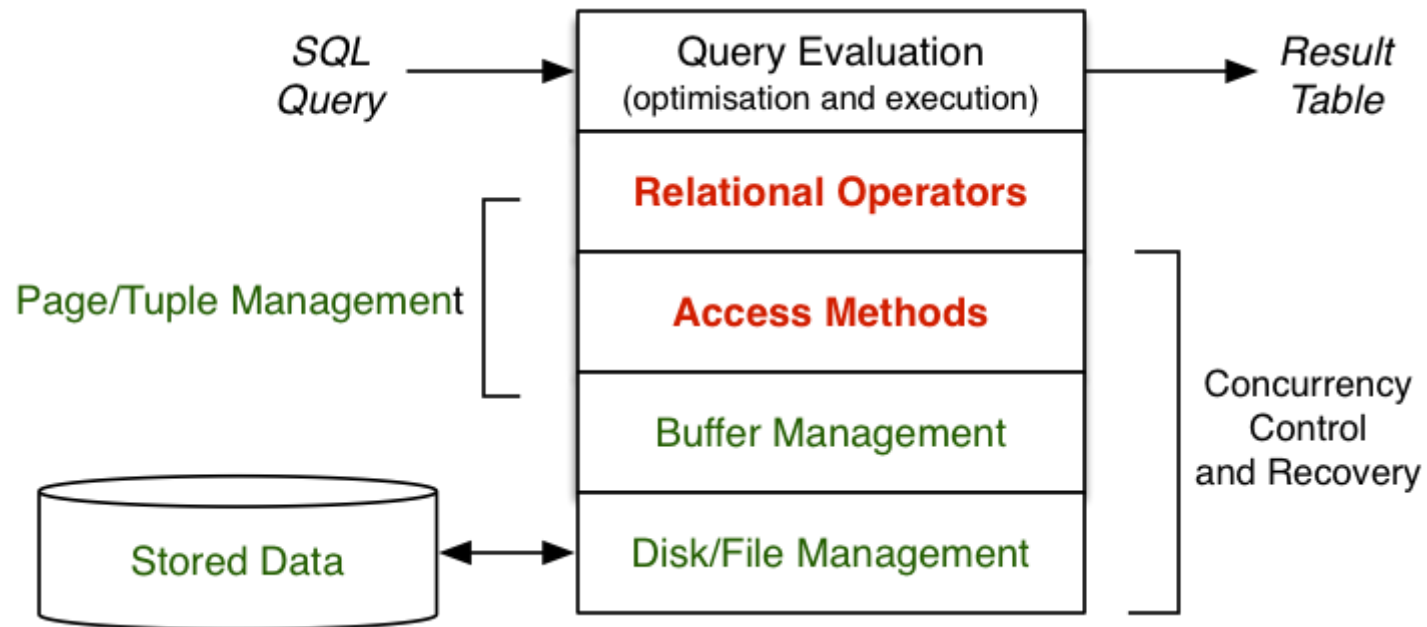 SQL
Query
Query Evaluation
(optimisation and execution)
Result
Table
Relational Operators
Page/Tuple Management
Access Methods
Buffer Management
Concurrency
Control
and Recovery
Stored Data
Disk/File Management